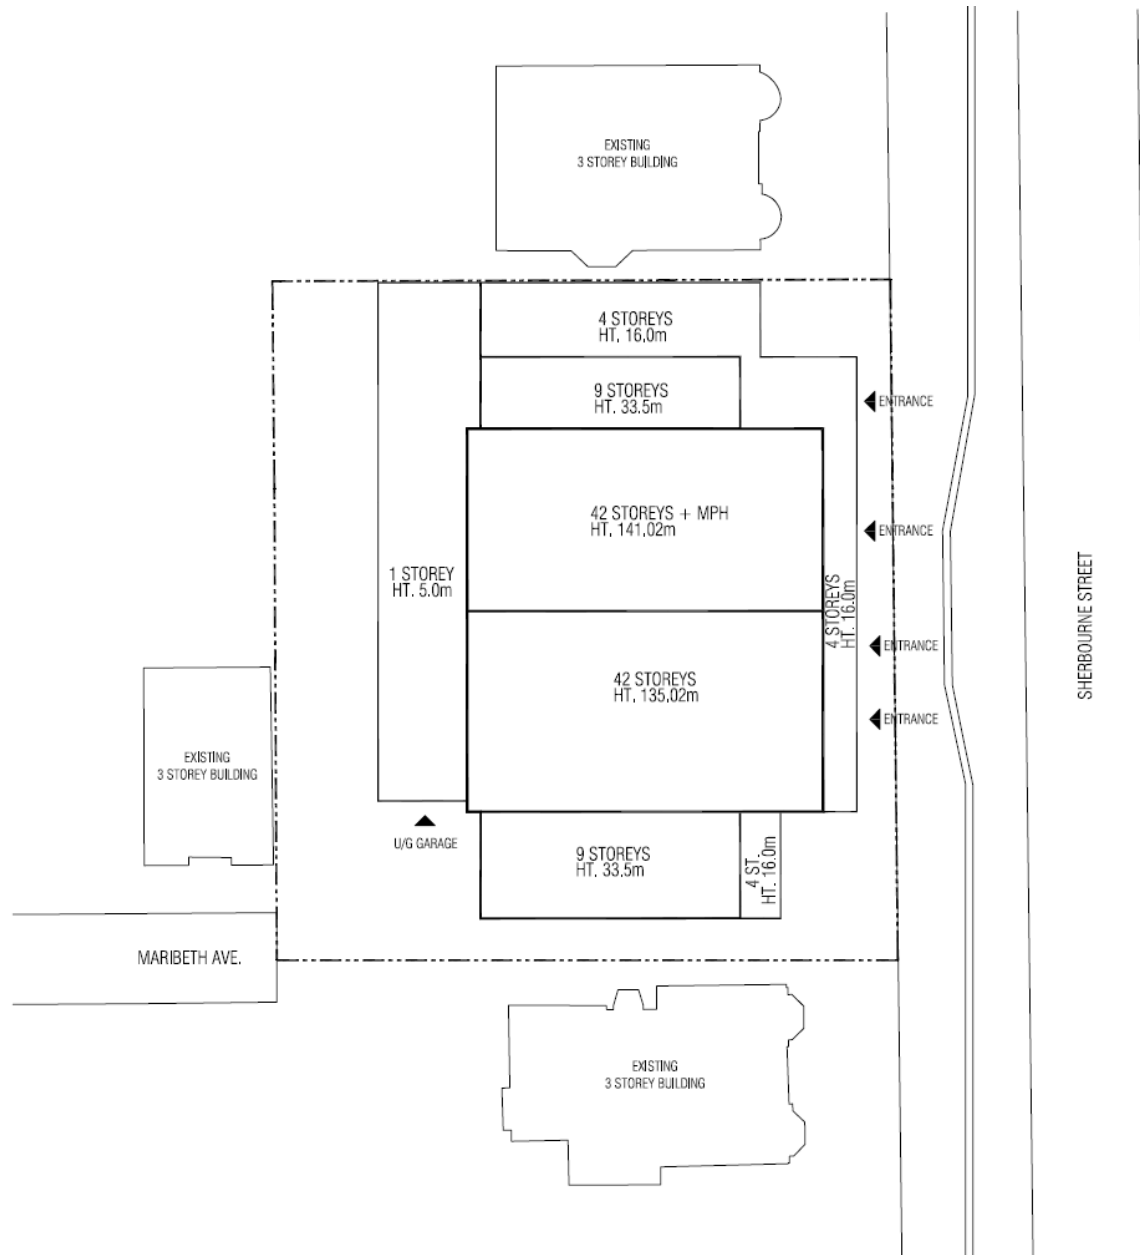 EXISTING
3 STOREY BUILDING
4 STOREYS
HT. 16.0m
9 STOREYS
HT. 33.5m
ENTRANCE
42 STOREYS + MPH
HT. 141.02m
ENTRANCE
1 STOREY
HT. 5.0m
4 STOREYS
HT. 16.0m
SHERBOURNE STREET
ENTRANCE
42 STOREYS
HT. 135.02m
ENTRANCE
EXISTING
3 STOREY BUILDING
U/G GARAGE
9 STOREYS
HT. 33.5m
4 ST.
HT. 16.0m
MARIBETH AVE.
EXISTING
3 STOREY BUILDING